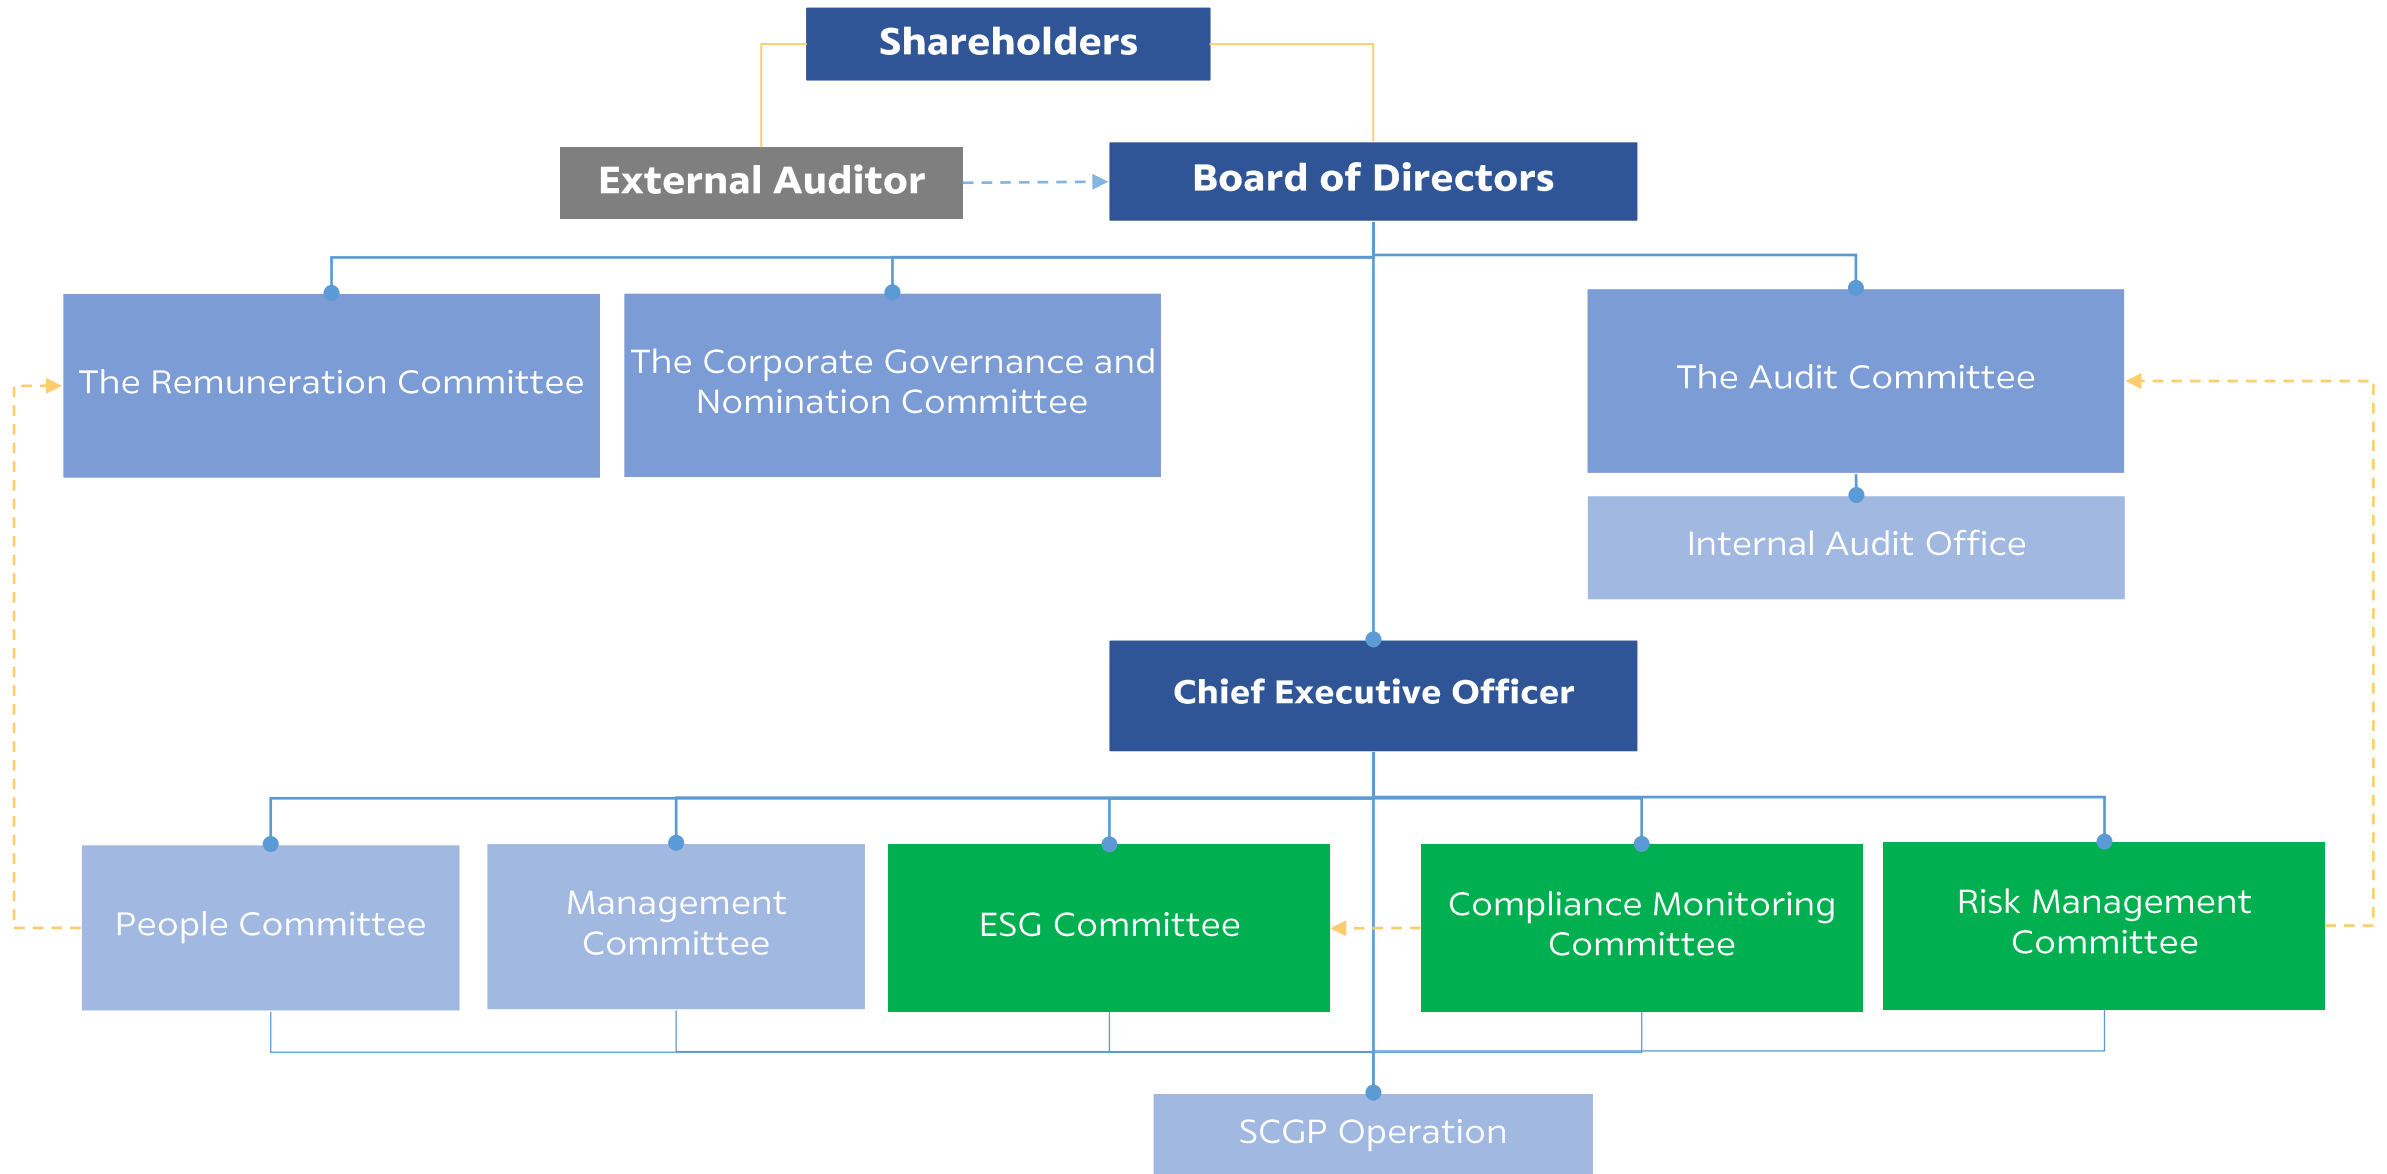 Shareholders
External Auditor
Board of Directors
The Remuneration Committee
The Corporate Governance and
Nomination Committee
The Audit Committee
Internal Audit Office
Chief Executive Officer
People Committee
Management
Committee
ESG Committee
Compliance Monitoring
Committee
Risk Management
Committee
SCGP Operation